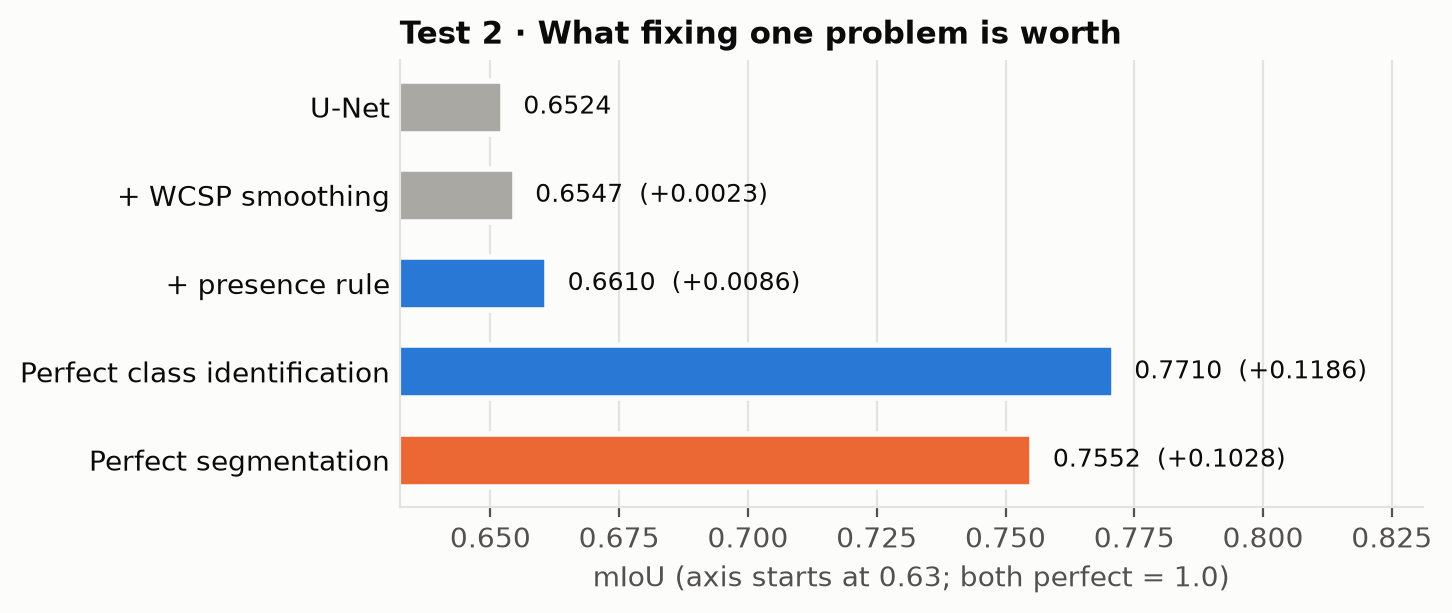 Test 2 · What fixing one problem is worth
U-Net
0.6524
+ WCSP smoothing
0.6547 (+0.0023)
+ presence rule
0.6610 (+0.0086)
Perfect class identification
0.7710 (+0.1186)
Perfect segmentation
0.7552 (+0.1028)
0.650 0.675 0.700 0.725 0.750 0.775 0.800 0.825
mIoU (axis starts at 0.63; both perfect = 1.0)